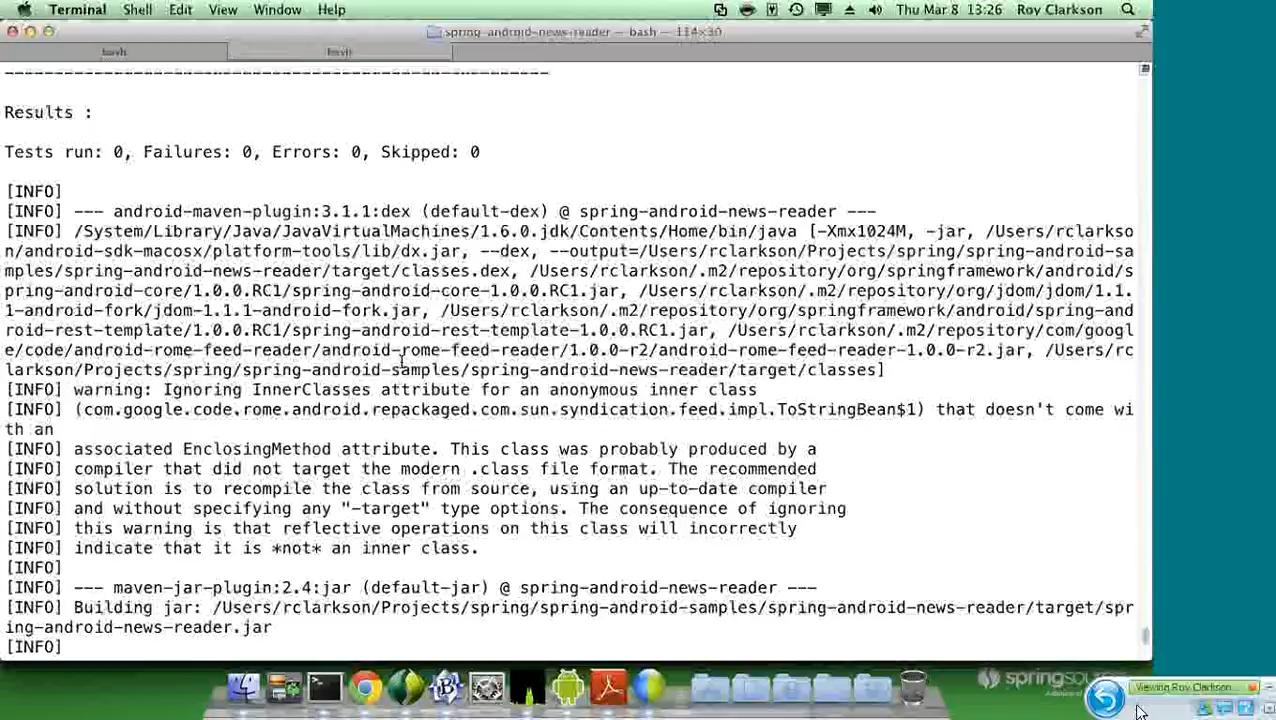 Terminal Shell Edit View Window Help Thu Mar 8 13:26 Roy Clarkson
spring-android-news-reader — bash — 114×30
bash bash
-------------------------------------------------------
Results :
Tests run: 0, Failures: 0, Errors: 0, Skipped: 0
[INFO]
[INFO] --- android-maven-plugin:3.1.1:dex (default-dex) @ spring-android-news-reader ---
[INFO] /System/Library/Java/JavaVirtualMachines/1.6.0.jdk/Contents/Home/bin/java [-Xmx1024M, -jar, /Users/rclarkso
n/android-sdk-macosx/platform-tools/lib/dx.jar, --dex, --output=/Users/rclarkson/Projects/spring/spring-android-sa
mples/spring-android-news-reader/target/classes.dex, /Users/rclarkson/.m2/repository/org/springframework/android/s
pring-android-core/1.0.0.RC1/spring-android-core-1.0.0.RC1.jar, /Users/rclarkson/.m2/repository/org/jdom/jdom/1.1.
1-android-fork/jdom-1.1.1-android-fork.jar, /Users/rclarkson/.m2/repository/org/springframework/android/spring-and
roid-rest-template/1.0.0.RC1/spring-android-rest-template-1.0.0.RC1.jar, /Users/rclarkson/.m2/repository/com/googl
e/code/android-rome-feed-reader/android-rome-feed-reader/1.0.0-r2/android-rome-feed-reader-1.0.0-r2.jar, /Users/rc
larkson/Projects/spring/spring-android-samples/spring-android-news-reader/target/classes]
[INFO] warning: Ignoring InnerClasses attribute for an anonymous inner class
[INFO] (com.google.code.rome.android.repackaged.com.sun.syndication.feed.impl.ToStringBean$1) that doesn't come wi
th an
[INFO] associated EnclosingMethod attribute. This class was probably produced by a
[INFO] compiler that did not target the modern .class file format. The recommended
[INFO] solution is to recompile the class from source, using an up-to-date compiler
[INFO] and without specifying any "-target" type options. The consequence of ignoring
[INFO] this warning is that reflective operations on this class will incorrectly
[INFO] indicate that it is *not* an inner class.
[INFO]
[INFO] --- maven-jar-plugin:2.4:jar (default-jar) @ spring-android-news-reader ---
[INFO] Building jar: /Users/rclarkson/Projects/spring/spring-android-samples/spring-android-news-reader/target/spr
ing-android-news-reader.jar
[INFO]
springsource
Viewing Roy Clarkson...